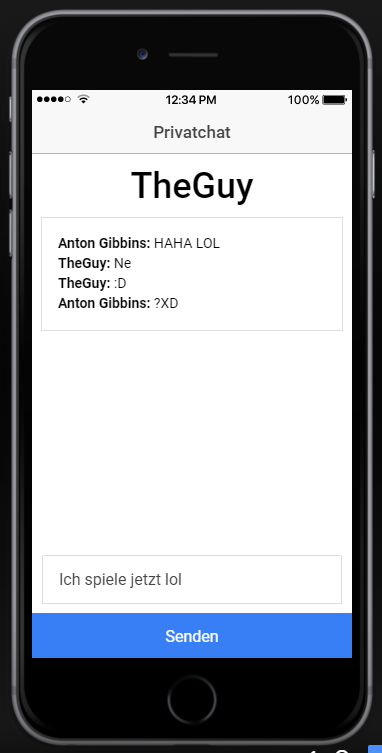 12:34 PM 100%
Privatchat
TheGuy
Anton Gibbins: HAHA LOL
TheGuy: Ne
TheGuy: :D
Anton Gibbins: ?XD
Ich spiele jetzt lol
Senden